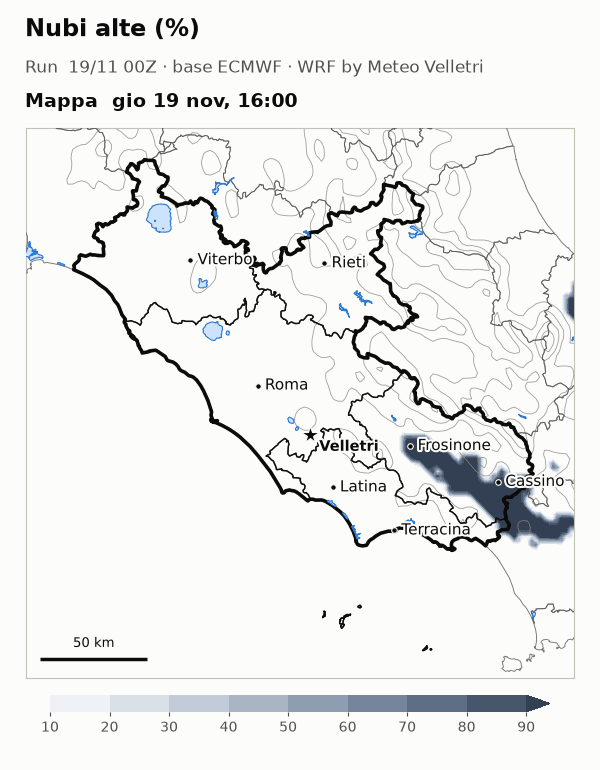 Nubi alte (%)
Run 19/11 00Z · base ECMWF · WRF by Meteo Velletri
Mappa gio 19 nov, 16:00
Viterbo
Rieti
Roma
Velletri
Frosinone
Cassino
Latina
Terracina
50 km
10 20 30 40 50 60 70 80 90